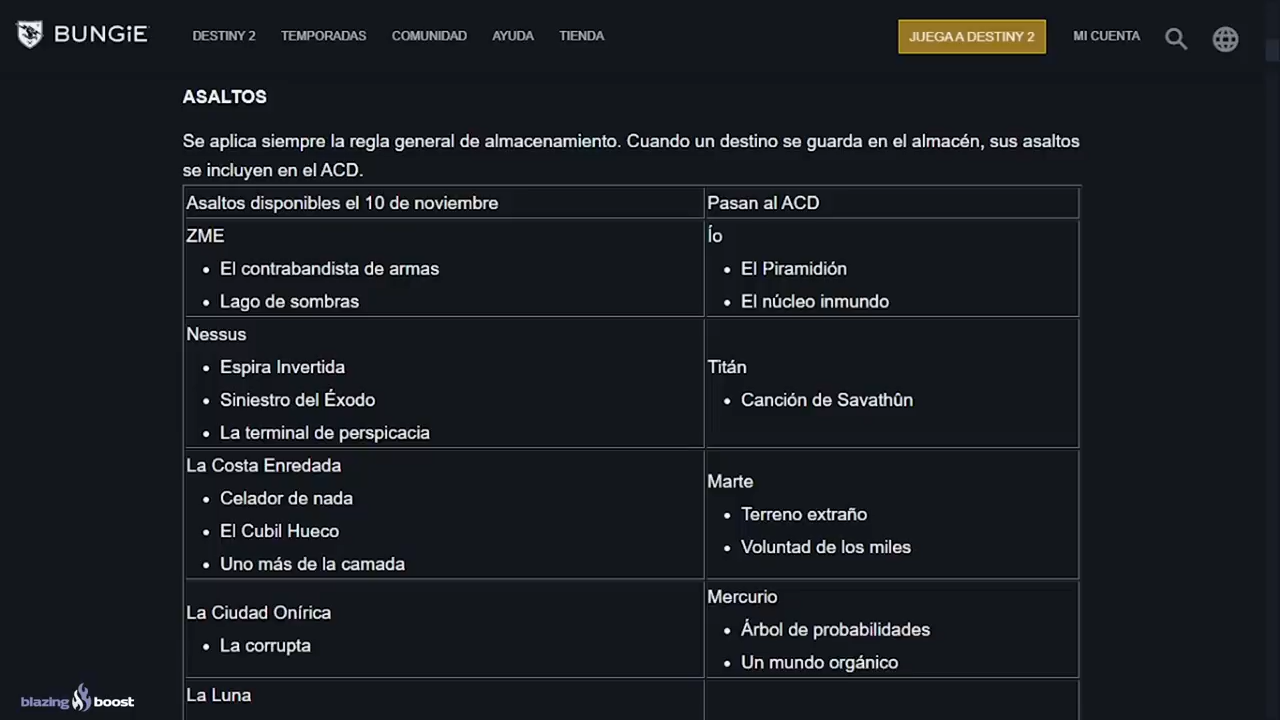 BUNGiE
DESTINY 2 TEMPORADAS COMUNIDAD AYUDA TIENDA JUEGA A DESTINY 2 MI CUENTA
ASALTOS
Se aplica siempre la regla general de almacenamiento. Cuando un destino se guarda en el almacén, sus asaltos
se incluyen en el ACD.
Asaltos disponibles el 10 de noviembre
Pasan al ACD
ZME
El contrabandista de armas
Lago de sombras
Ío
El Piramidión
El núcleo inmundo
Nessus
Espira Invertida
Siniestro del Éxodo
La terminal de perspicacia
Titán
Canción de Savathûn
La Costa Enredada
Celador de nada
El Cubil Hueco
Uno más de la camada
Marte
Terreno extraño
Voluntad de los miles
La Ciudad Onírica
La corrupta
Mercurio
Árbol de probabilidades
Un mundo orgánico
La Luna
blazing boost